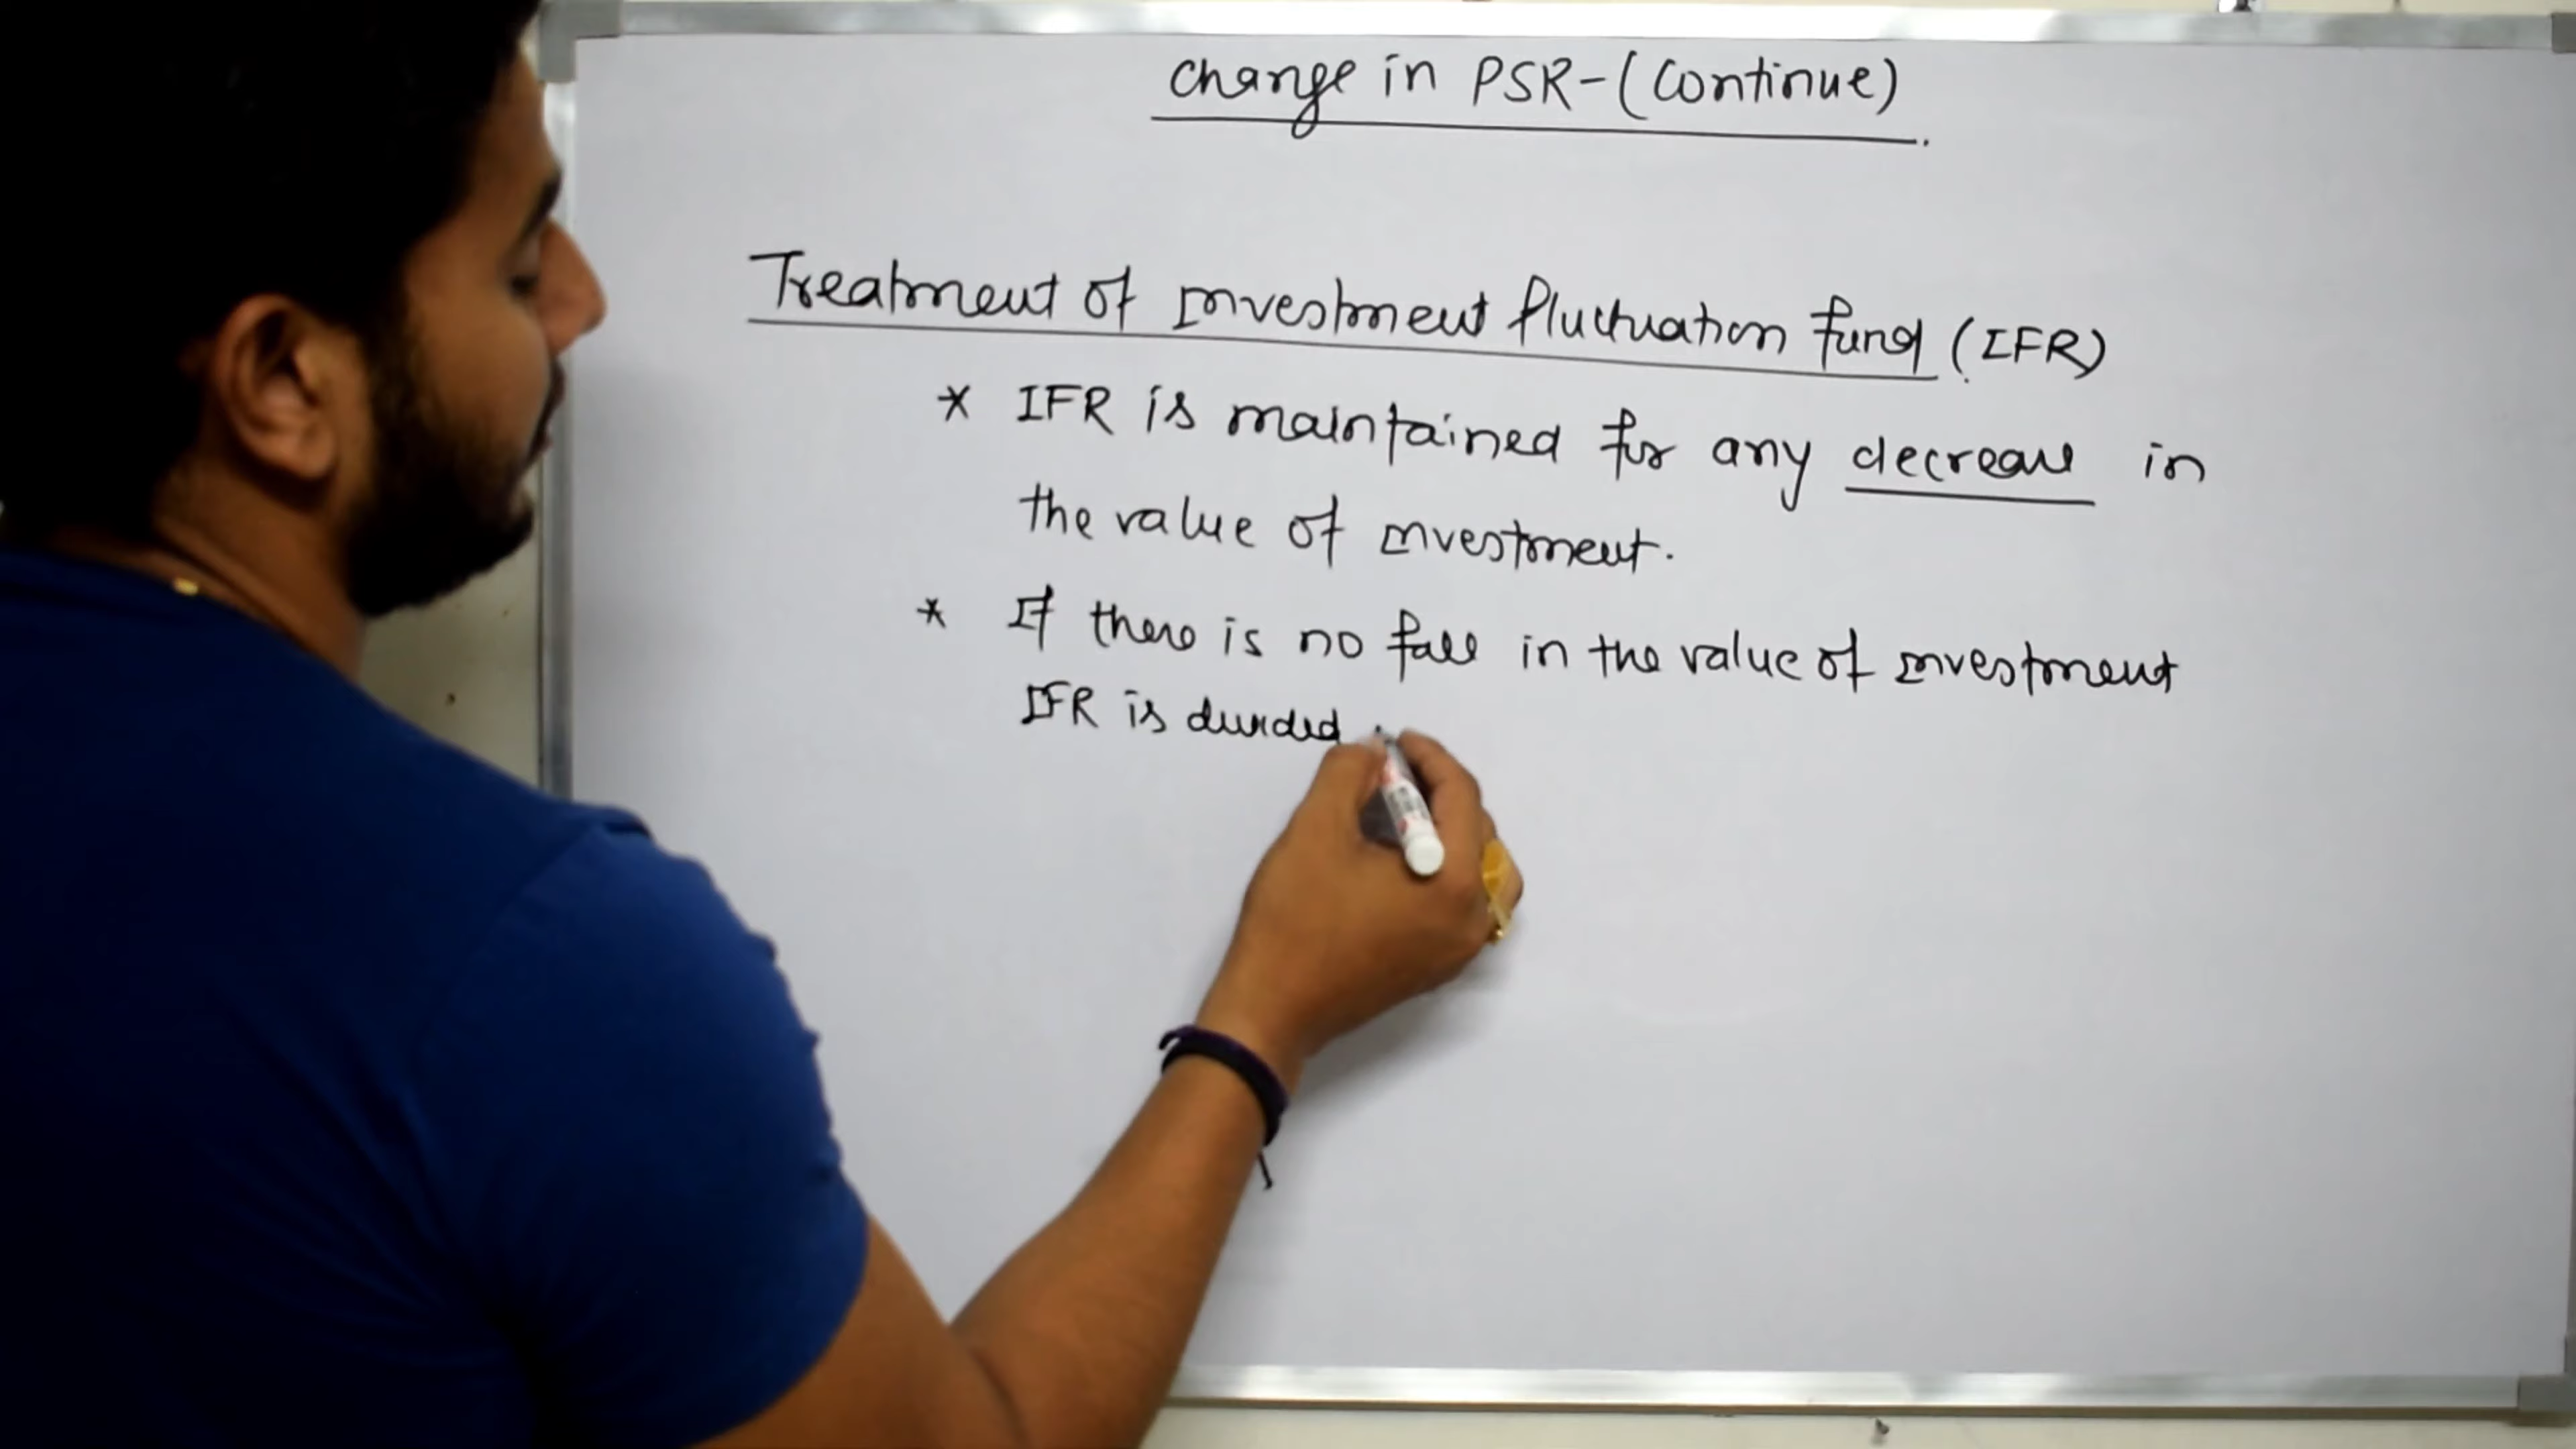 Change in PSR-(Continue)
Treatment of Investment fluctuation fund (IFR)
* IFR is maintained for any decrease in
the value of investment.
* If there is no fall in the value of investment
IFR is divided